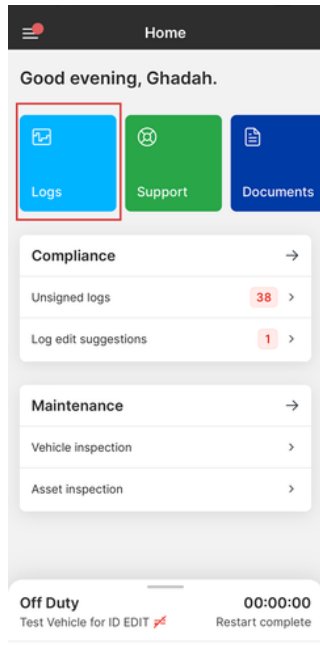 Home
Good evening, Ghadah.
Logs
Support
Documents
Compliance
Unsigned logs 38
Log edit suggestions 1
Maintenance
Vehicle inspection
Asset inspection
Off Duty 00:00:00
Test Vehicle for ID EDIT Restart complete